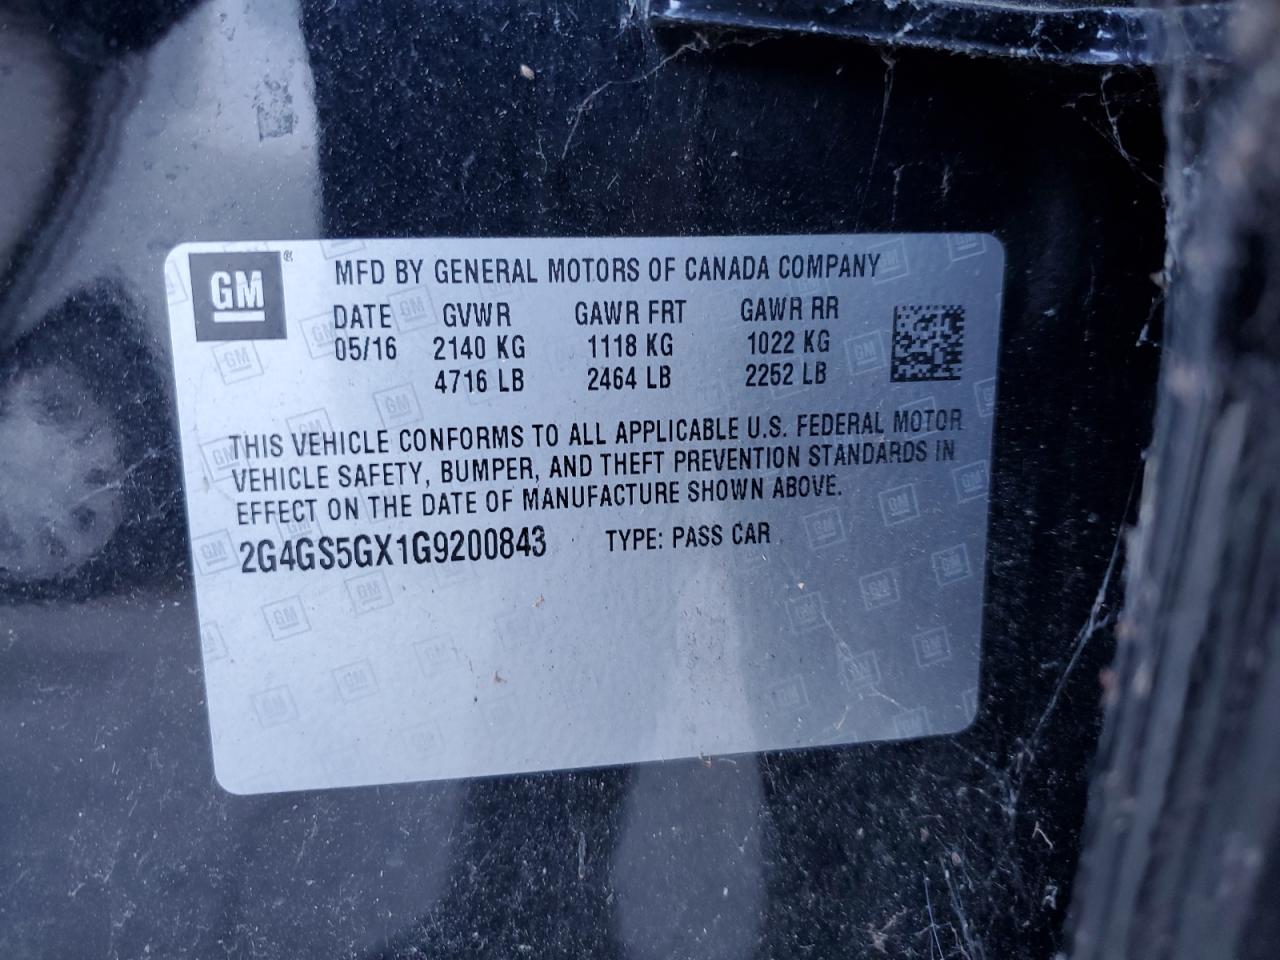 GM ®
MFD BY GENERAL MOTORS OF CANADA COMPANY
DATE GVWR GAWR FRT GAWR RR
05/16 2140 KG 1118 KG 1022 KG
4716 LB 2464 LB 2252 LB
THIS VEHICLE CONFORMS TO ALL APPLICABLE U.S. FEDERAL MOTOR
VEHICLE SAFETY, BUMPER, AND THEFT PREVENTION STANDARDS IN
EFFECT ON THE DATE OF MANUFACTURE SHOWN ABOVE.
2G4GS5GX1G9200843 TYPE: PASS CAR